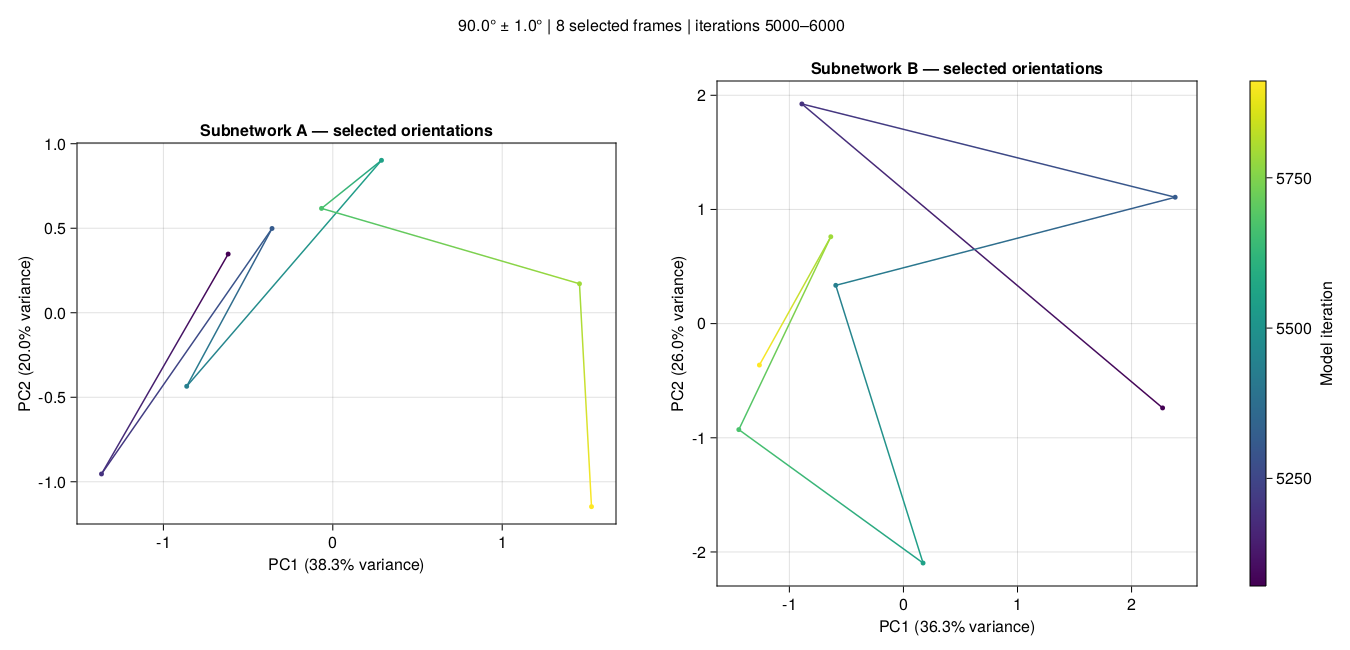 90.0° ± 1.0° | 8 selected frames | iterations 5000–6000
Subnetwork A — selected orientations
1.0
0.5
0.0
-0.5
-1.0
PC2 (20.0% variance)
-1
0
1
PC1 (38.3% variance)
Subnetwork B — selected orientations
2
1
0
-1
-2
PC2 (26.0% variance)
-1
0
1
2
PC1 (36.3% variance)
5750
5500
5250
Model iteration